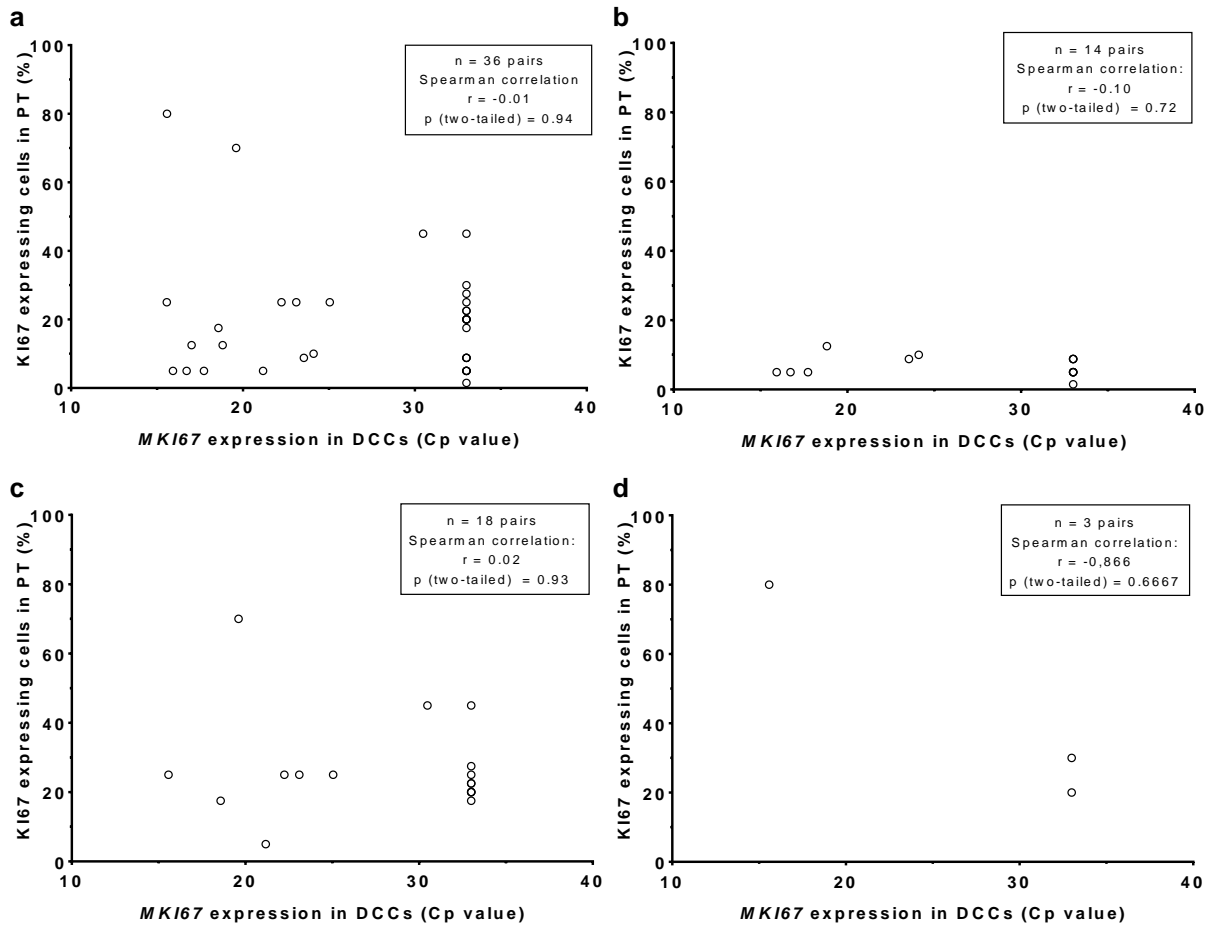 a
KI67 expressing cells in PT (%)
100
80
60
40
20
0
10
20
30
40
MKI67 expression in DCCs (Cp value)
n = 36 pairs
Spearman correlation
r = -0.01
p (two-tailed) = 0.94
b
KI67 expressing cells in PT (%)
100
80
60
40
20
0
10
20
30
40
MKI67 expression in DCCs (Cp value)
n = 14 pairs
Spearman correlation:
r = -0.10
p (two-tailed) = 0.72
c
KI67 expressing cells in PT (%)
100
80
60
40
20
0
10
20
30
40
MKI67 expression in DCCs (Cp value)
n = 18 pairs
Spearman correlation:
r = 0.02
p (two-tailed) = 0.93
d
KI67 expressing cells in PT (%)
100
80
60
40
20
0
10
20
30
40
MKI67 expression in DCCs (Cp value)
n = 3 pairs
Spearman correlation:
r = -0,866
p (two-tailed) = 0.6667